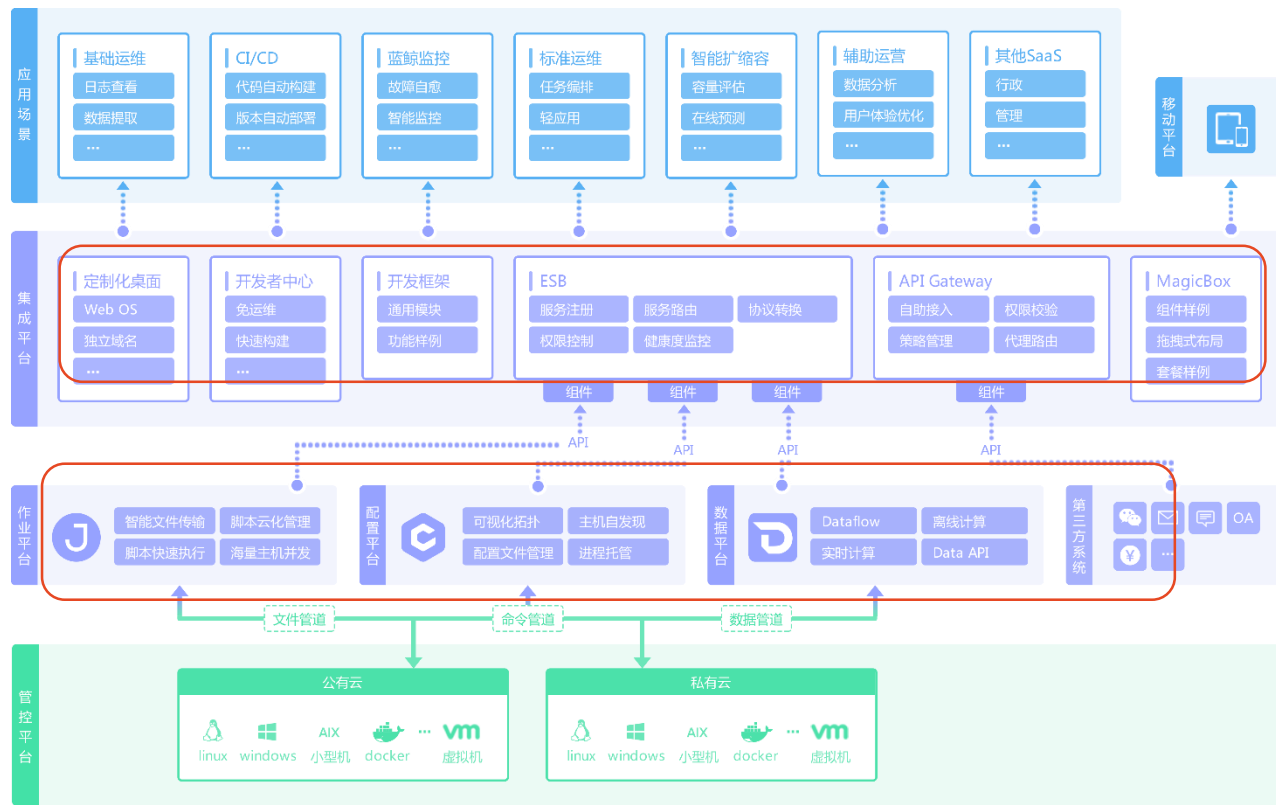 应用场景
基础运维
日志查看
数据提取
...
CI/CD
代码自动构建
版本自动部署
...
蓝鲸监控
故障自愈
智能监控
...
标准运维
任务编排
轻应用
...
智能扩缩容
容量评估
在线预测
...
辅助运营
数据分析
用户体验优化
...
其他SaaS
行政
管理
...
移动平台
集成平台
定制化桌面
Web OS
独立域名
...
开发者中心
免运维
快速构建
...
开发框架
通用模块
功能样例
ESB
服务注册 服务路由 协议转换
权限控制 健康度监控
API Gateway
自助接入 权限校验
策略管理 代理路由
MagicBox
组件样例
拖拽式布局
套餐样例
组件 组件 组件 组件
API API API API
作业平台
J
智能文件传输 脚本云化管理
脚本快速执行 海量主机并发
配置平台
C
可视化拓扑 主机自发现
配置文件管理 进程托管
数据平台
D
Dataflow 离线计算
实时计算 Data API
第三方系统
OA
¥ ...
文件管道 命令管道 数据管道
管控平台
公有云
linux windows AIX 小型机 docker ... vm 虚拟机
私有云
linux windows AIX 小型机 docker ... vm 虚拟机